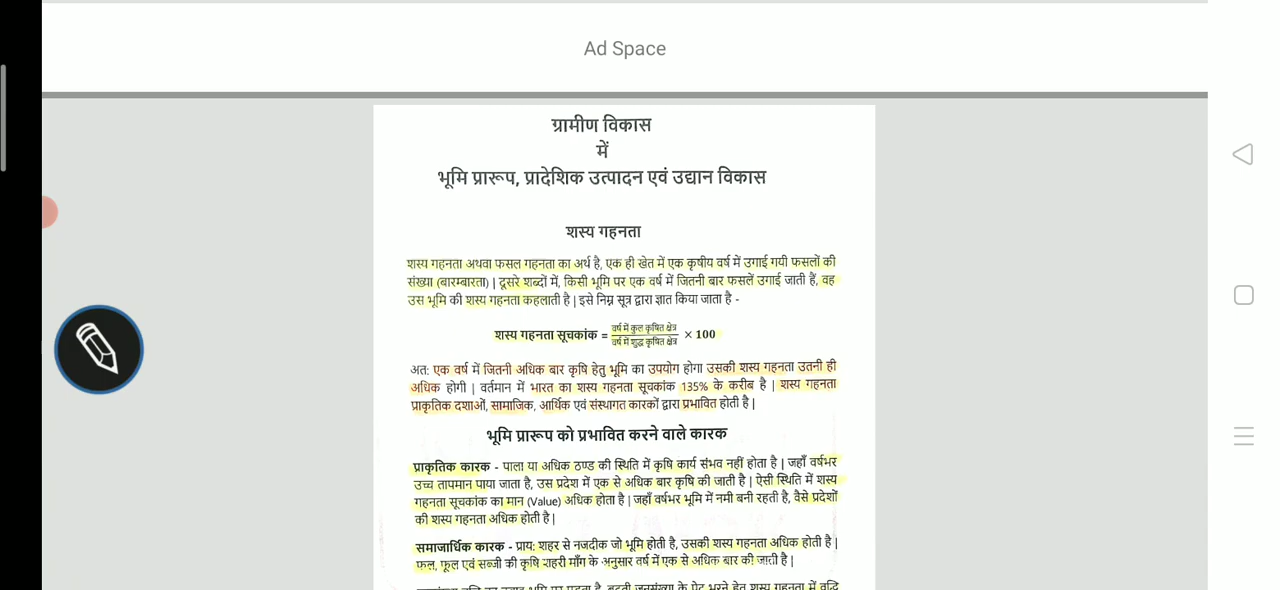 Ad Space
ग्रामीण विकास
में
भूमि प्रारूप, प्रादेशिक उत्पादन एवं उद्यान विकास
शस्य गहनता
शस्य गहनता अथवा फसल गहनता का अर्थ है, एक ही खेत में एक कृषीय वर्ष में उगाई गयी फसलों की
संख्या (बारम्बारता) | दूसरे शब्दों में, किसी भूमि पर एक वर्ष में जितनी बार फसलें उगाई जाती हैं, वह
उस भूमि की शस्य गहनता कहलाती है | इसे निम्न सूत्र द्वारा ज्ञात किया जाता है -
शस्य गहनता सूचकांक = वर्ष में कुल कृषित क्षेत्र / वर्ष में शुद्ध कृषित क्षेत्र × 100
अत: एक वर्ष में जितनी अधिक बार कृषि हेतु भूमि का उपयोग होगा उसकी शस्य गहनता उतनी ही
अधिक होगी | वर्तमान में भारत का शस्य गहनता सूचकांक 135% के करीब है | शस्य गहनता
प्राकृतिक दशाओं, सामाजिक, आर्थिक एवं संस्थागत कारकों द्वारा प्रभावित होती है |
भूमि प्रारूप को प्रभावित करने वाले कारक
प्राकृतिक कारक - पाला या अधिक ठण्ड की स्थिति में कृषि कार्य संभव नहीं होता है | जहाँ वर्षभर
उच्च तापमान पाया जाता है, उस प्रदेश में एक से अधिक बार कृषि की जाती है | ऐसी स्थिति में शस्य
गहनता सूचकांक का मान (Value) अधिक होता है | जहाँ वर्षभर भूमि में नमी बनी रहती है, वैसे प्रदेशों
की शस्य गहनता अधिक होती है |
समाजार्थिक कारक - प्राय: शहर से नजदीक जो भूमि होती है, उसकी शस्य गहनता अधिक होती है |
फल, फूल एवं सब्जी की कृषि शहरी माँग के अनुसार वर्ष में एक से अधिक बार की जाती है |